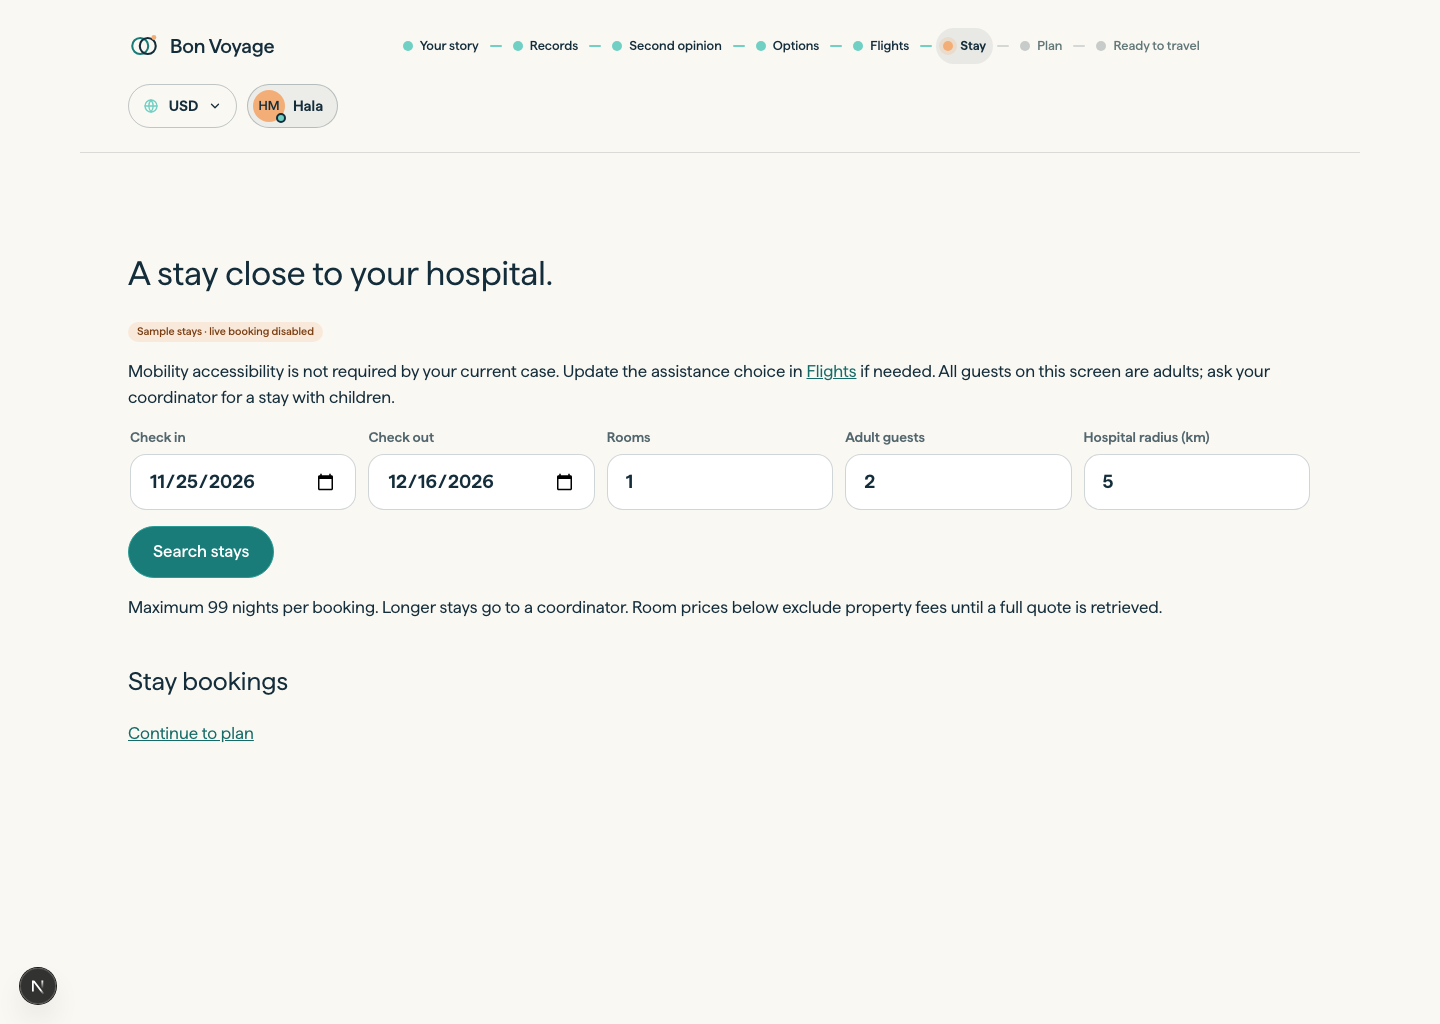 Bon Voyage
Your story
Records
Second opinion
Options
Flights
Stay
Plan
Ready to travel
USD
HM
Hala
A stay close to your hospital.
Sample stays · live booking disabled
Mobility accessibility is not required by your current case. Update the assistance choice in Flights if needed. All guests on this screen are adults; ask your
coordinator for a stay with children.
Check in
Check out
Rooms
Adult guests
Hospital radius (km)
11/25/2026
12/16/2026
1
2
5
Search stays
Maximum 99 nights per booking. Longer stays go to a coordinator. Room prices below exclude property fees until a full quote is retrieved.
Stay bookings
Continue to plan
N